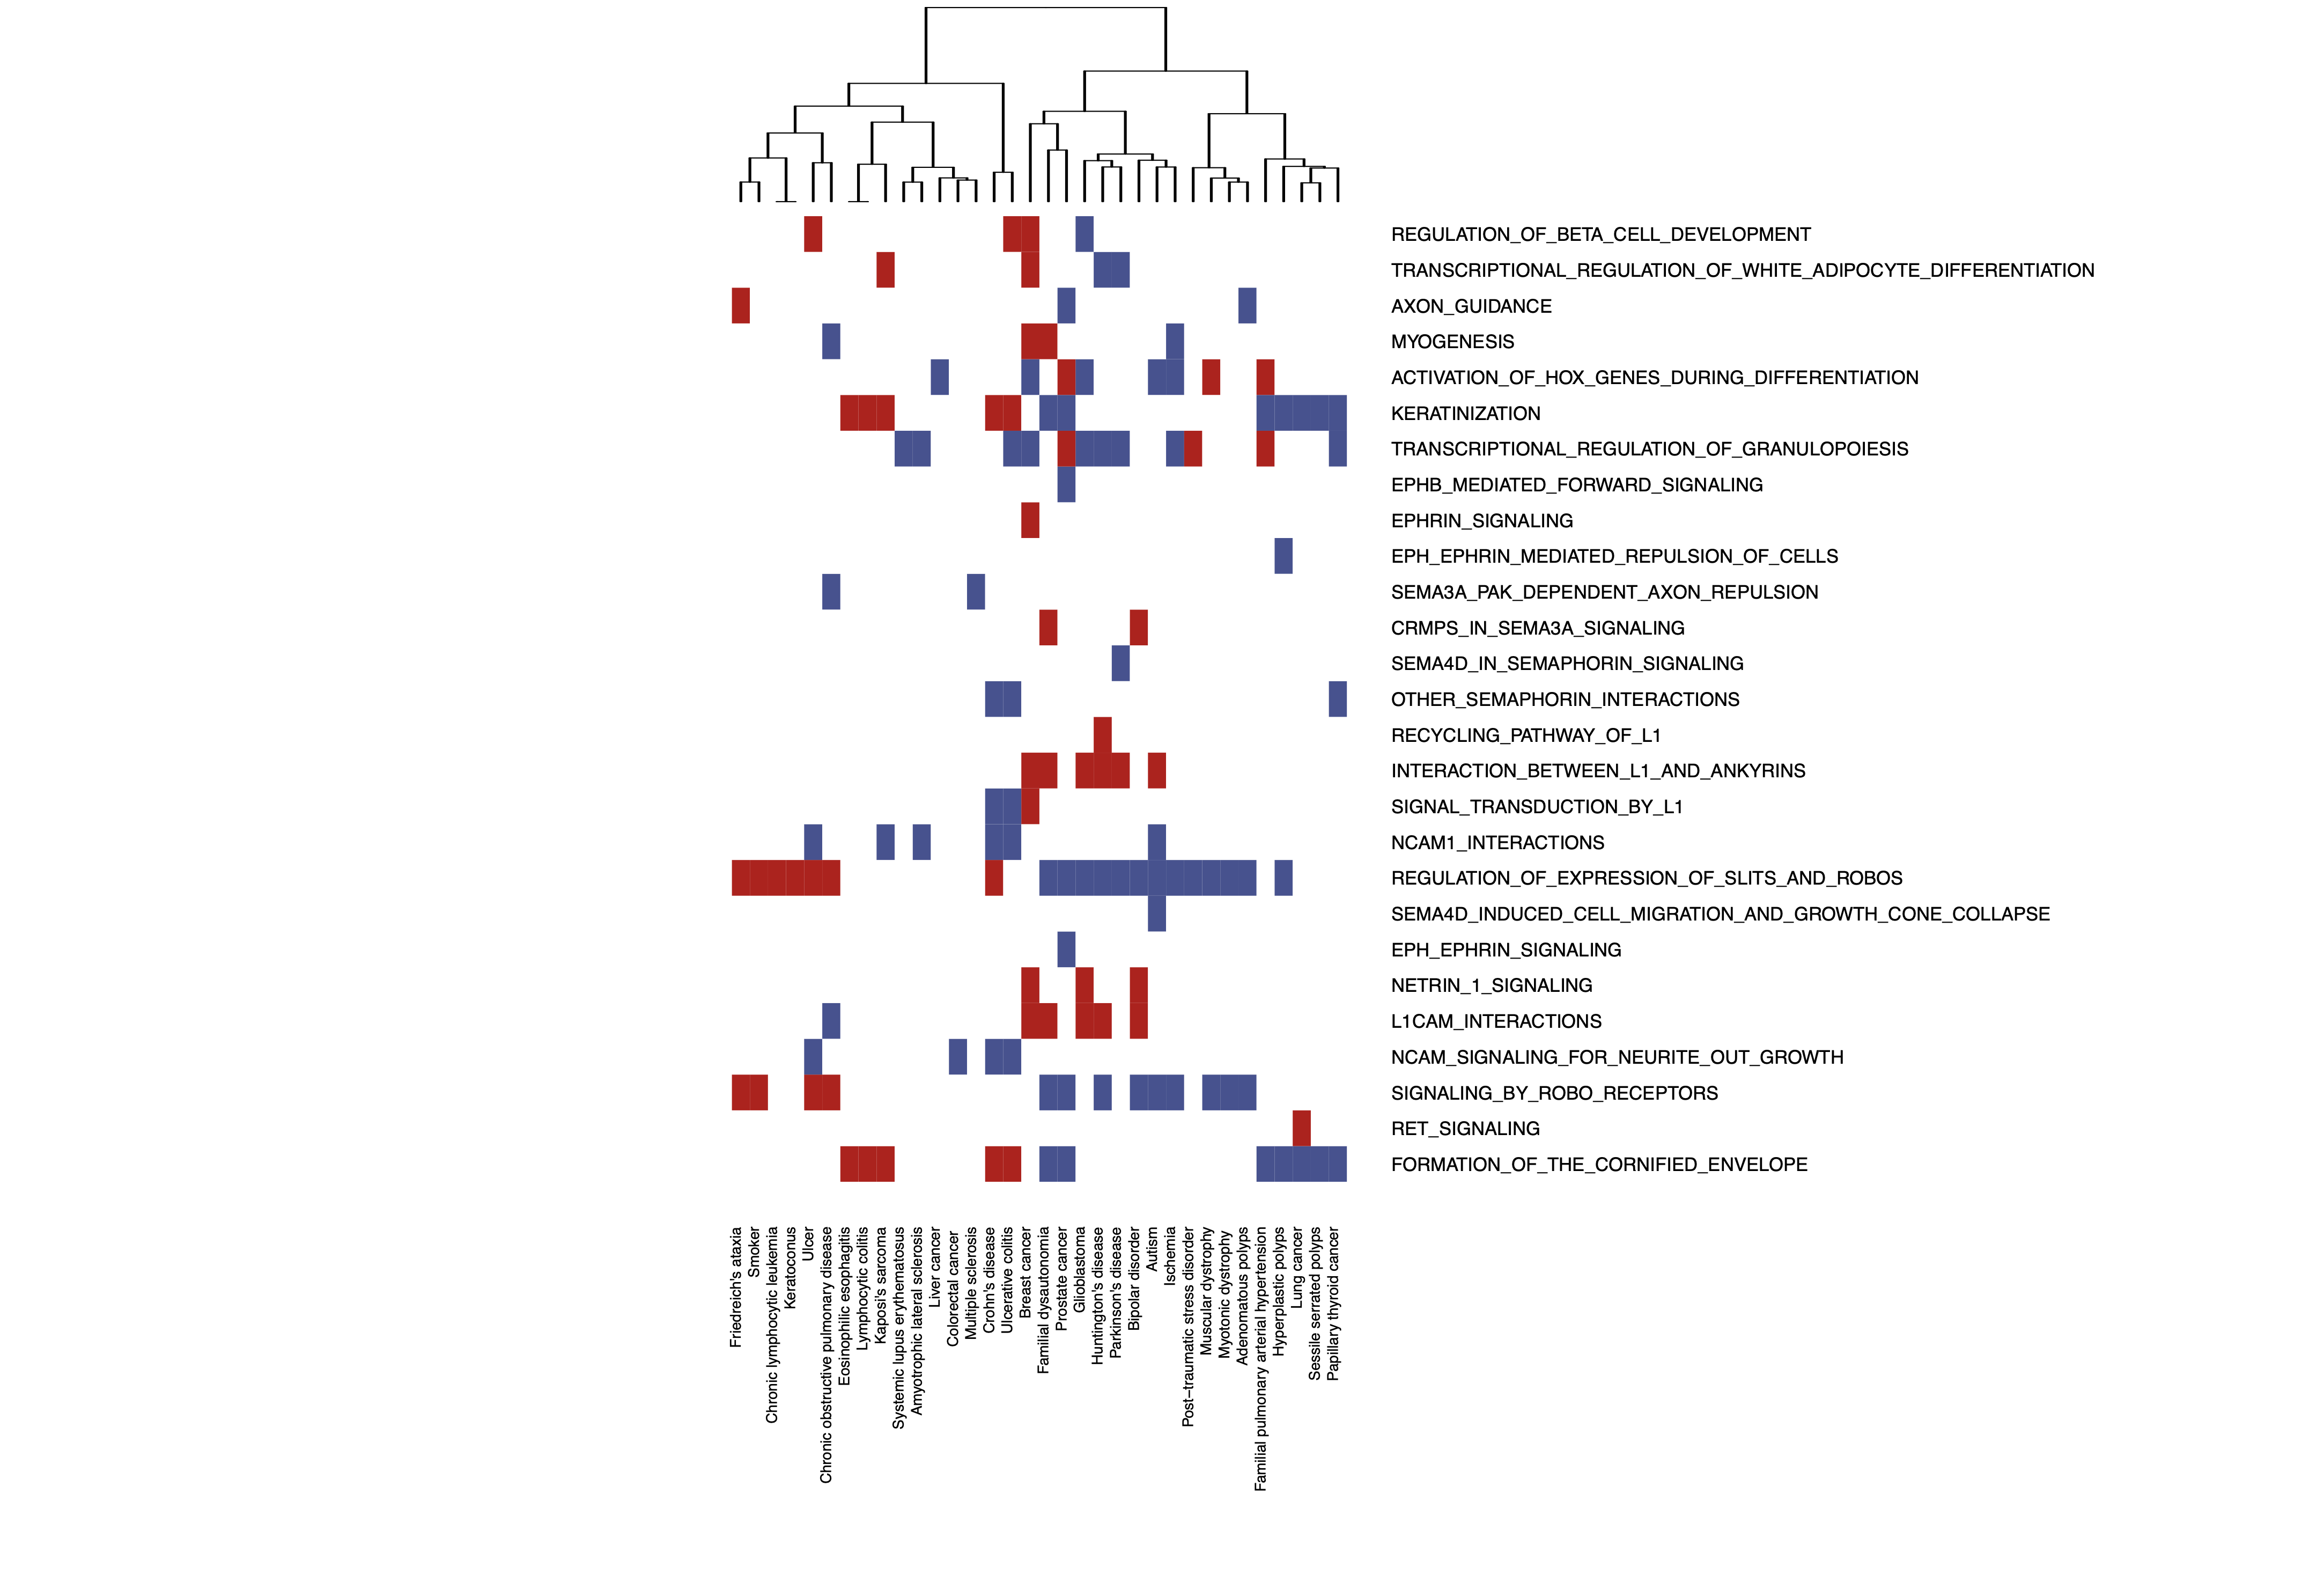 REGULATION_OF_BETA_CELL_DEVELOPMENT
TRANSCRIPTIONAL_REGULATION_OF_WHITE_ADIPOCYTE_DIFFERENTIATION
AXON_GUIDANCE
MYOGENESIS
ACTIVATION_OF_HOX_GENES_DURING_DIFFERENTIATION
KERATINIZATION
TRANSCRIPTIONAL_REGULATION_OF_GRANULOPOIESIS
EPHB_MEDIATED_FORWARD_SIGNALING
EPHRIN_SIGNALING
EPH_EPHRIN_MEDIATED_REPULSION_OF_CELLS
SEMA3A_PAK_DEPENDENT_AXON_REPULSION
CRMPS_IN_SEMA3A_SIGNALING
SEMA4D_IN_SEMAPHORIN_SIGNALING
OTHER_SEMAPHORIN_INTERACTIONS
RECYCLING_PATHWAY_OF_L1
INTERACTION_BETWEEN_L1_AND_ANKYRINS
SIGNAL_TRANSDUCTION_BY_L1
NCAM1_INTERACTIONS
REGULATION_OF_EXPRESSION_OF_SLITS_AND_ROBOS
SEMA4D_INDUCED_CELL_MIGRATION_AND_GROWTH_CONE_COLLAPSE
EPH_EPHRIN_SIGNALING
NETRIN_1_SIGNALING
L1CAM_INTERACTIONS
NCAM_SIGNALING_FOR_NEURITE_OUT_GROWTH
SIGNALING_BY_ROBO_RECEPTORS
RET_SIGNALING
FORMATION_OF_THE_CORNIFIED_ENVELOPE
Friedreich's ataxia
Smoker
Chronic lymphocytic leukemia
Keratoconus
Ulcer
Chronic obstructive pulmonary disease
Eosinophilic esophagitis
Lymphocytic colitis
Kaposi's sarcoma
Systemic lupus erythematosus
Amyotrophic lateral sclerosis
Liver cancer
Colorectal cancer
Multiple sclerosis
Crohn's disease
Ulcerative colitis
Breast cancer
Familial dysautonomia
Prostate cancer
Glioblastoma
Huntington's disease
Parkinson's disease
Bipolar disorder
Autism
Ischemia
Post−traumatic stress disorder
Muscular dystrophy
Myotonic dystrophy
Adenomatous polyps
Familial pulmonary arterial hypertension
Hyperplastic polyps
Lung cancer
Sessile serrated polyps
Papillary thyroid cancer